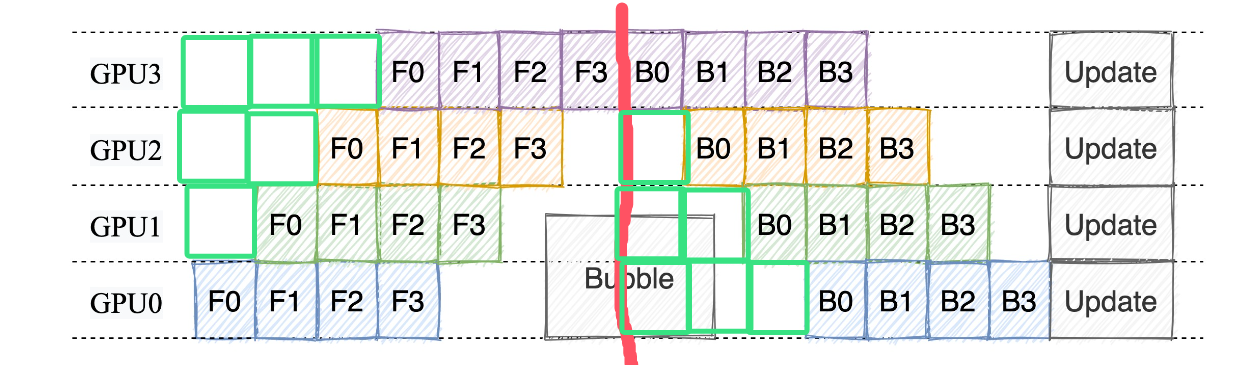 GPU3 F0 F1 F2 F3 B0 B1 B2 B3 Update
GPU2 F0 F1 F2 F3 B0 B1 B2 B3 Update
GPU1 F0 F1 F2 F3 B0 B1 B2 B3 Update
Bubble
GPU0 F0 F1 F2 F3 B0 B1 B2 B3 Update